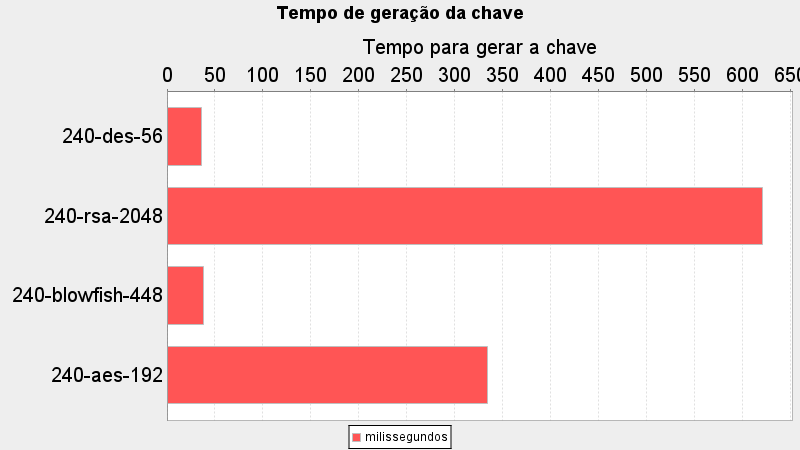 Tempo de geração da chave
Tempo para gerar a chave
0 50 100 150 200 250 300 350 400 450 500 550 600 650
240-des-56
240-rsa-2048
240-blowfish-448
240-aes-192
milissegundos